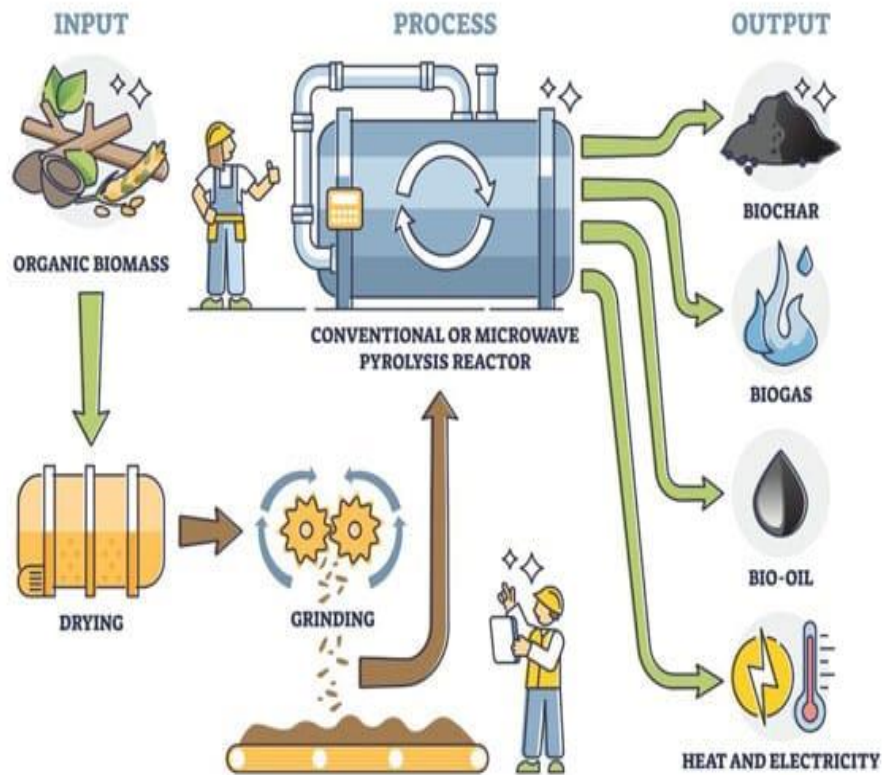 INPUT
PROCESS
OUTPUT
ORGANIC BIOMASS
CONVENTIONAL OR MICROWAVE
PYROLYSIS REACTOR
BIOCHAR
BIOGAS
DRYING
GRINDING
BIO-OIL
HEAT AND ELECTRICITY